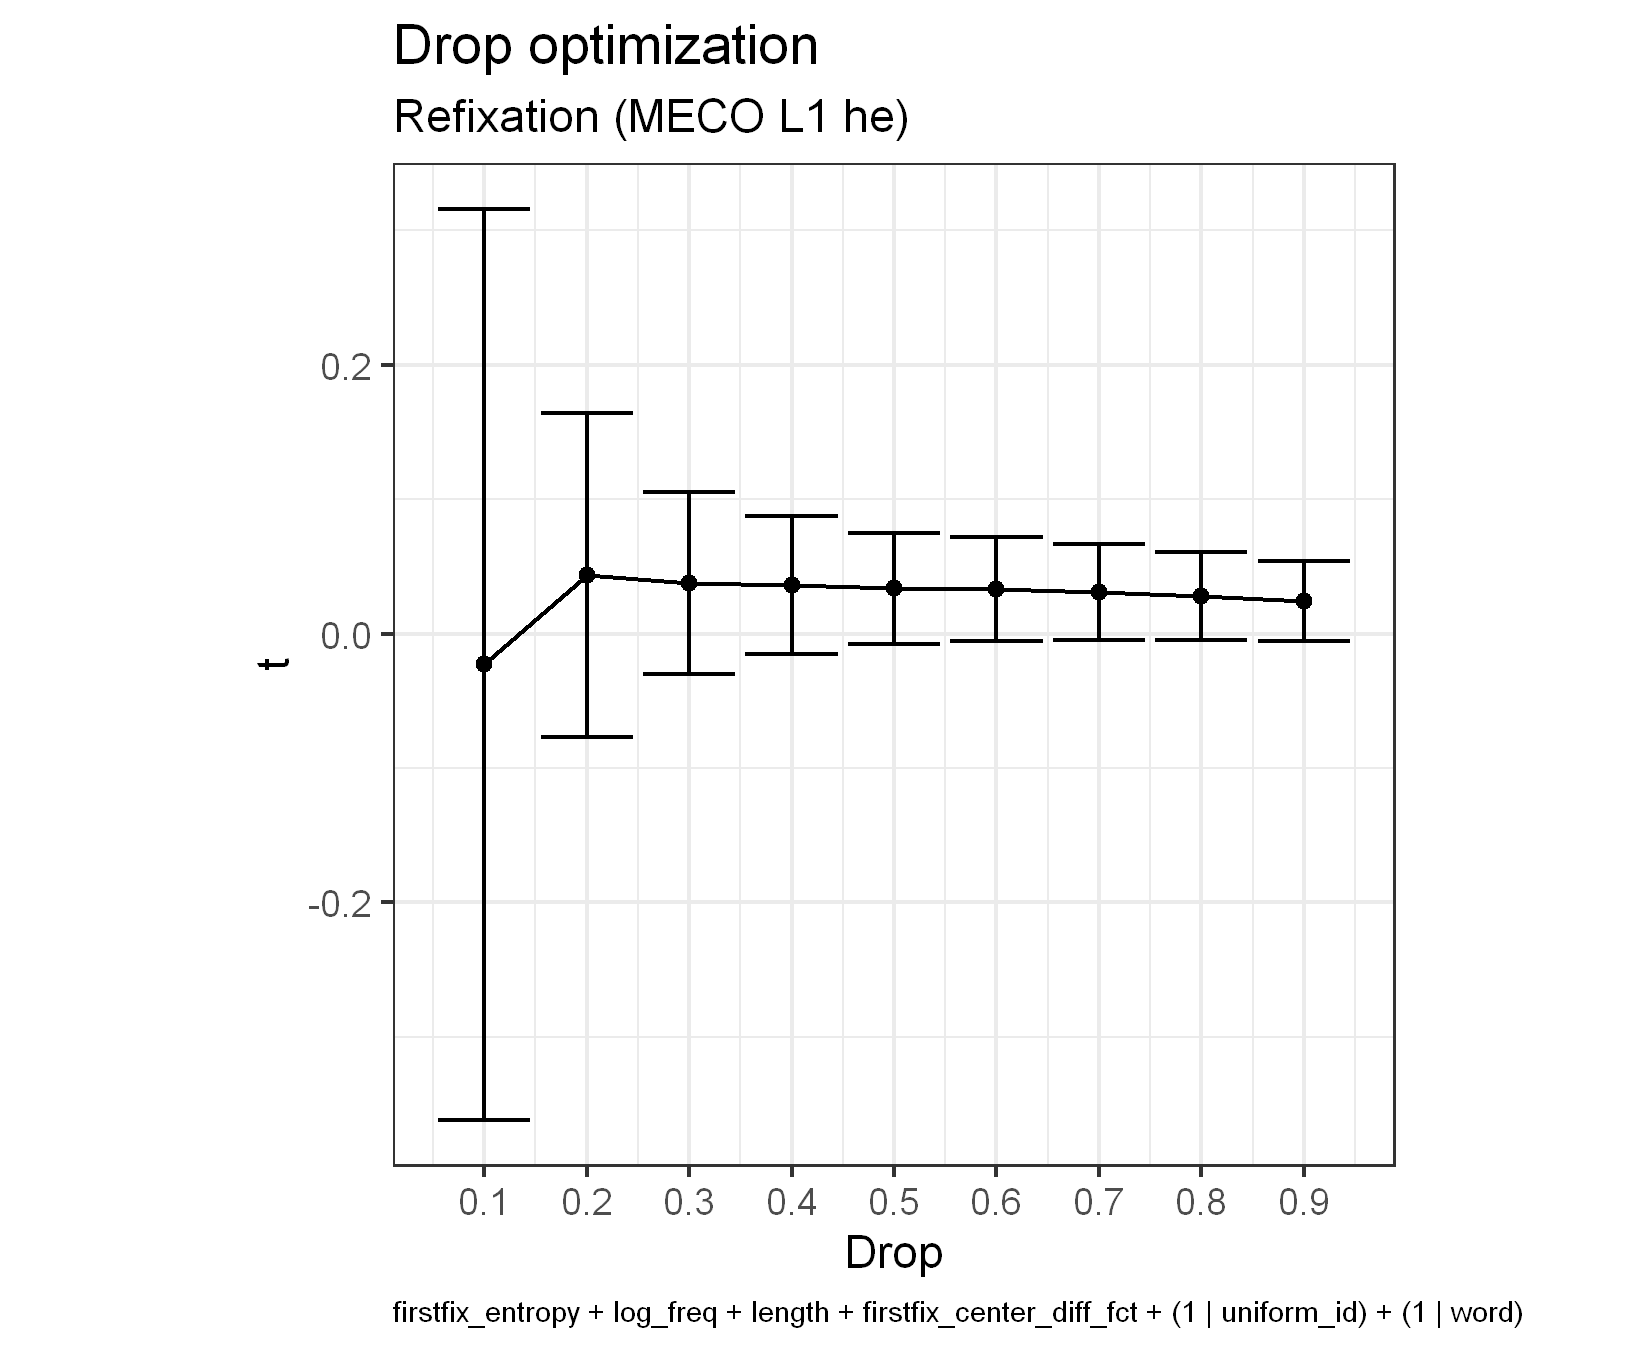 Drop optimization
Refixation (MECO L1 he)
t
0.2
0.0
-0.2
0.1 0.2 0.3 0.4 0.5 0.6 0.7 0.8 0.9
Drop
firstfix_entropy + log_freq + length + firstfix_center_diff_fct + (1 | uniform_id) + (1 | word)